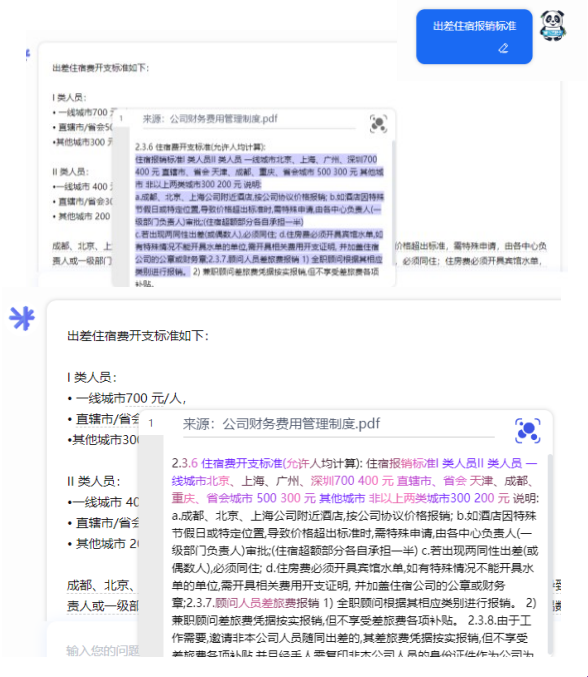 出差住宿报销标准
出差住宿费开支标准如下:
I 类人员:
• 一线城市700 元
• 直辖市/省会50
•其他城市300 元
II 类人员:
•一线城市 400
• 直辖市/省会30
• 其他城市 200
成都、北京、上
责人或一级部门
1
来源: 公司财务费用管理制度.pdf
2.3.6 住宿费开支标准(允许人均计算):
住宿报销标准I 类人员II 类人员 一线城市北京、上海、广州、深圳700
400 元 直辖市、省会 天津、成都、重庆、省会城市 500 300 元 其他城
市 非以上两类城市300 200 元 说明:
a.成都、北京、上海公司附近酒店,按公司协议价格报销; b.如酒店因特殊
节假日或特定位置,导致价格超出标准时,需特殊申请,由各中心负责人(一
级部门负责人)审批;(住宿超额部分各自承担一半)
c.若出现两同性出差(或偶数人),必须同住; d.住房费必须开具宾馆水单,如
有特殊情况不能开具水单的单位,需开具相关费用开支证明, 并加盖住宿
公司的公章或财务章;2.3.7.顾问人员差旅费报销 1) 全职顾问根据其相应
类别进行报销。 2) 兼职顾问差旅费凭据按实报销,但不享受差旅费各项
补贴。
价格超出标准，需特殊申请，由各中心负
必须同住；住房费必须开具宾馆水单，
出差住宿费开支标准如下:
I 类人员:
• 一线城市700 元/人,
• 直辖市/省会
•其他城市300
II 类人员:
•一线城市 40
• 直辖市/省会
• 其他城市 20
成都、北京、
责人或一级部
输入您的问题
1
来源: 公司财务费用管理制度.pdf
2.3.6 住宿费开支标准(允许人均计算): 住宿报销标准I 类人员II 类人员 一
线城市北京、上海、广州、深圳700 400 元 直辖市、省会 天津、成都、
重庆、省会城市 500 300 元 其他城市 非以上两类城市300 200 元 说明:
a.成都、北京、上海公司附近酒店,按公司协议价格报销; b.如酒店因特殊
节假日或特定位置,导致价格超出标准时,需特殊申请,由各中心负责人(一
级部门负责人)审批;(住宿超额部分各自承担一半) c.若出现两同性出差(或
偶数人),必须同住; d.住房费必须开具宾馆水单,如有特殊情况不能开具水
单的单位,需开具相关费用开支证明, 并加盖住宿公司的公章或财务
章;2.3.7.顾问人员差旅费报销 1) 全职顾问根据其相应类别进行报销。 2)
兼职顾问差旅费凭据按实报销,但不享受差旅费各项补贴。 2.3.8.由于工
作需要,邀请非本公司人员随同出差的,其差旅费凭据按实报销,但不享受
差旅费各项补贴,并且经手人需复印非本公司人员的身份证件作为公司为